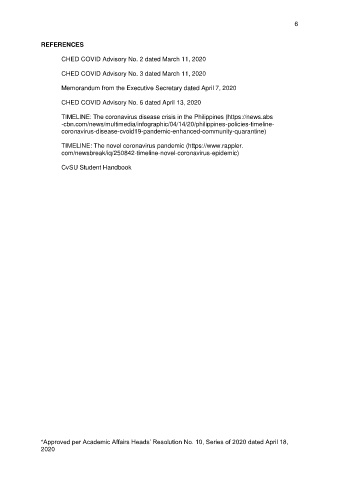 6
REFERENCES
CHED COVID Advisory No. 2 dated March 11, 2020
CHED COVID Advisory No. 3 dated March 11, 2020
Memorandum from the Executive Secretary dated April 7, 2020
CHED COVID Advisory No. 6 dated April 13, 2020
TIMELINE: The coronavirus disease crisis in the Philippines (https://news.abs
-cbn.com/news/multimedia/infographic/04/14/20/philippines-policies-timeline-
coronavirus-disease-cvoid19-pandemic-enhanced-community-quarantine)
TIMELINE: The novel coronavirus pandemic (https://www.rappler.
com/newsbreak/iq/250842-timeline-novel-coronavirus-epidemic)
CvSU Student Handbook
*Approved per Academic Affairs Heads' Resolution No. 10, Series of 2020 dated April 18,
2020